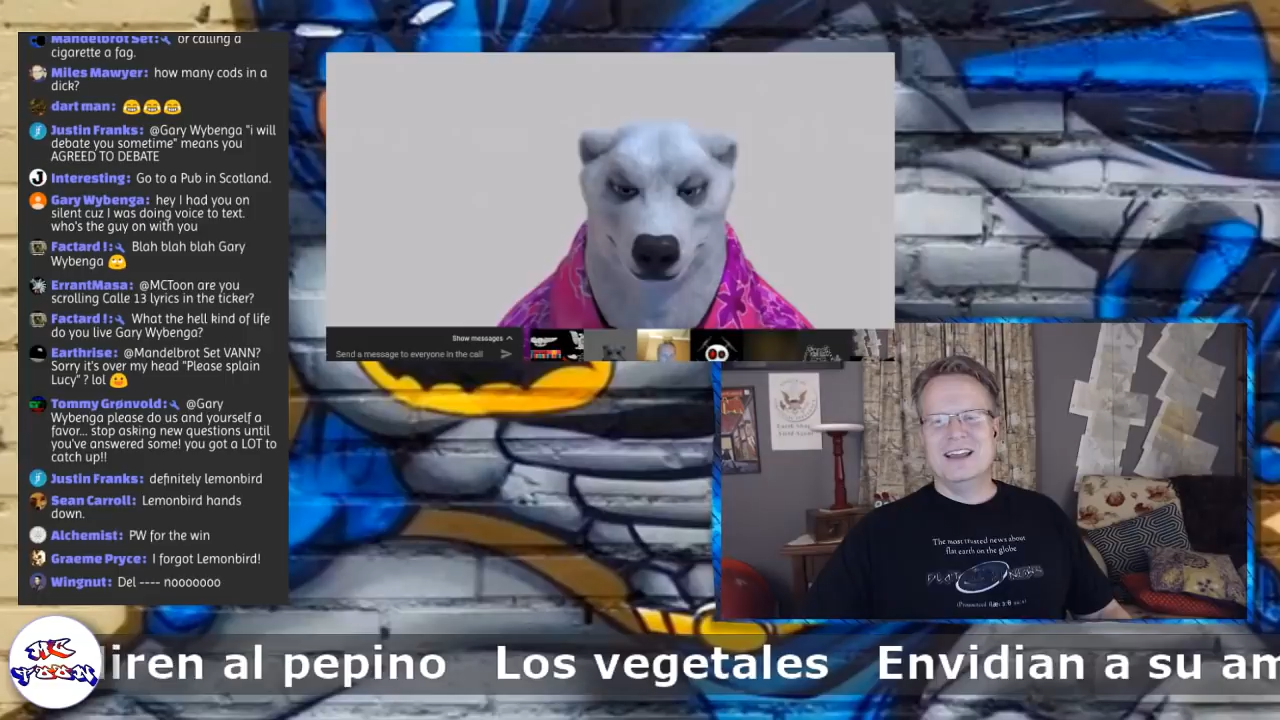 Mandelbrot Set: or calling a
cigarette a fag.
Miles Mawyer: how many cods in a
dick?
dart man: 😂😂😂
Justin Franks: @Gary Wybenga "i will
debate you sometime" means you
AGREED TO DEBATE
Interesting: Go to a Pub in Scotland.
Gary Wybenga: hey I had you on
silent cuz I was doing voice to text.
who's the guy on with you
Factard !: Blah blah blah Gary
Wybenga 🙄
ErrantMasa: @MCToon are you
scrolling Calle 13 lyrics in the ticker?
Factard !: What the hell kind of life
do you live Gary Wybenga?
Earthrise: @Mandelbrot Set VANN?
Sorry it's over my head "Please splain
Lucy" ? lol
Tommy Grønvold: @Gary
Wybenga please do us and yourself a
favor... stop asking new questions until
you've answered some! you got a LOT to
catch up!!
Justin Franks: definitely lemonbird
Sean Carroll: Lemonbird hands
down.
Alchemist: PW for the win
Graeme Pryce: I forgot Lemonbird!
Wingnut: Del ---- nooooooo
Show messages
Send a message to everyone in the call
The most trusted news about
flat earth on the globe
MC
TOON
Miren al pepino Los vegetales Envidian a su am